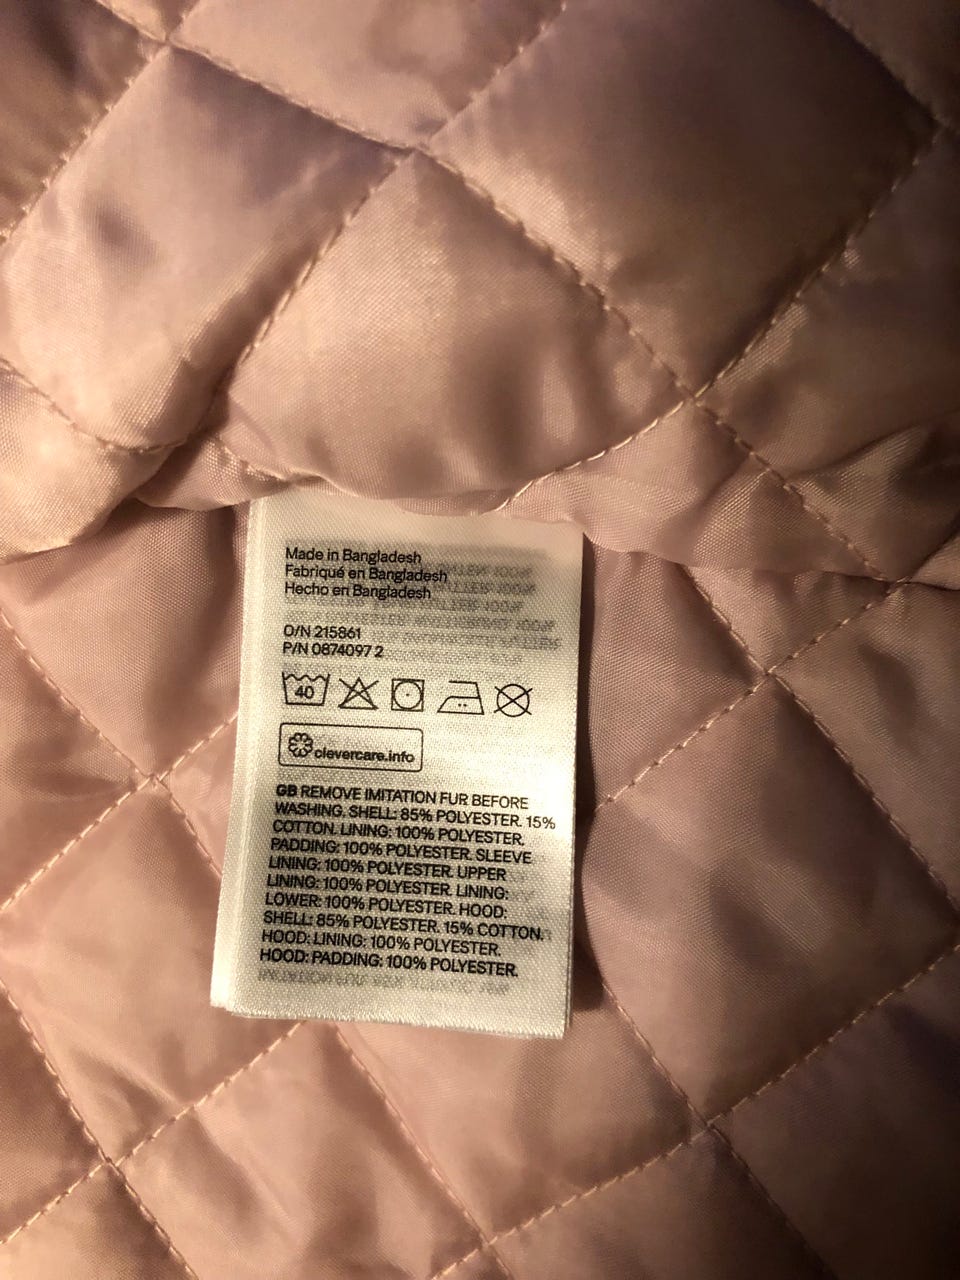 Made in Bangladesh
Fabriqué en Bangladesh
Hecho en Bangladesh
O/N 215861
P/N 0874097 2
40
clevercare.info
GB REMOVE IMITATION FUR BEFORE
WASHING. SHELL: 85% POLYESTER. 15%
COTTON. LINING: 100% POLYESTER.
PADDING: 100% POLYESTER. SLEEVE
LINING: 100% POLYESTER. UPPER
LINING: 100% POLYESTER. LINING:
LOWER: 100% POLYESTER. HOOD:
SHELL: 85% POLYESTER. 15% COTTON.
HOOD: LINING: 100% POLYESTER.
HOOD: PADDING: 100% POLYESTER.